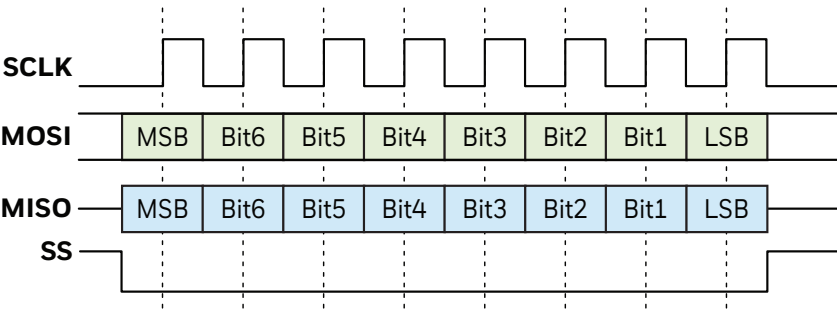 SCLK
MOSI MSB Bit6 Bit5 Bit4 Bit3 Bit2 Bit1 LSB
MISO MSB Bit6 Bit5 Bit4 Bit3 Bit2 Bit1 LSB
SS